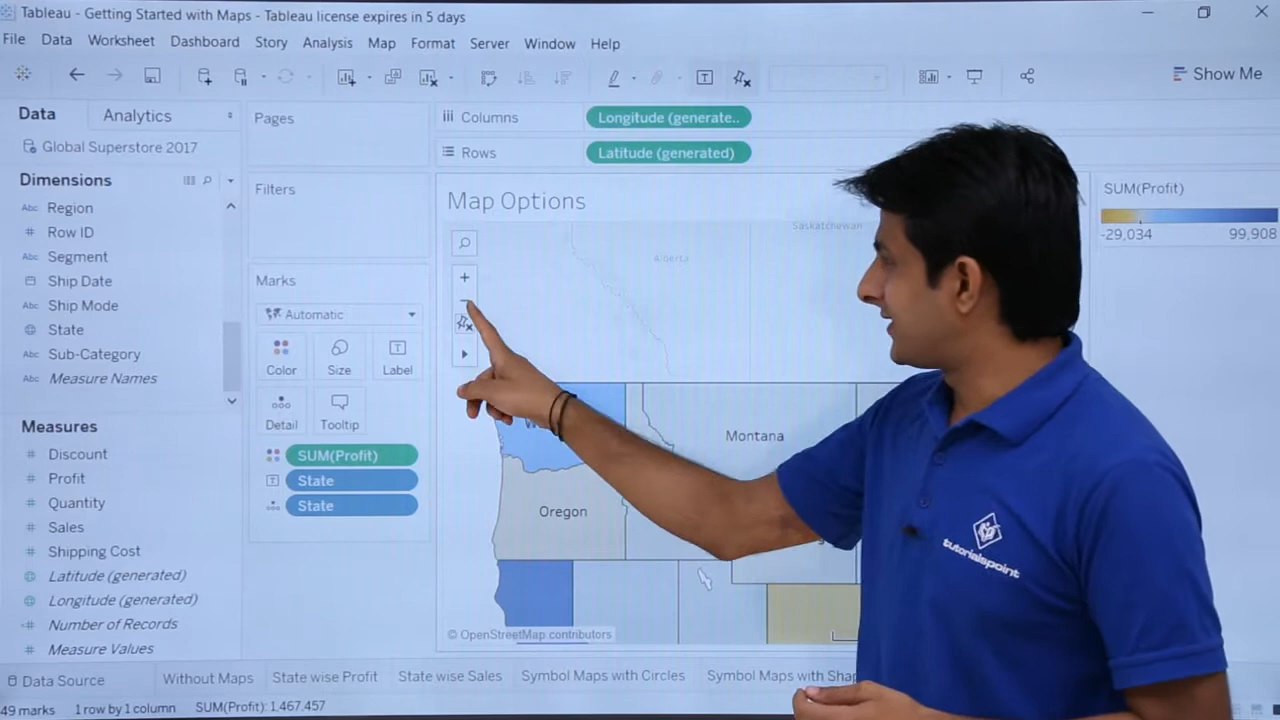 Tableau - Getting Started with Maps - Tableau license expires in 5 days
File Data Worksheet Dashboard Story Analysis Map Format Server Window Help
Show Me
Data Analytics
Global Superstore 2017
Dimensions
Abc Region
# Row ID
Abc Segment
Ship Date
Abc Ship Mode
State
Abc Sub-Category
Abc Measure Names
Measures
# Discount
# Profit
# Quantity
# Sales
# Shipping Cost
Latitude (generated)
Longitude (generated)
# Number of Records
# Measure Values
Pages
Filters
Marks
Automatic
Color Size Label
Detail Tooltip
SUM(Profit)
State
State
Columns Longitude (generate..
Rows Latitude (generated)
Map Options
Saskatchewan
Alberta
Montana
Oregon
© OpenStreetMap contributors
SUM(Profit)
-29,034 99,908
tutorialspoint
Data Source Without Maps State wise Profit State wise Sales Symbol Maps with Circles Symbol Maps with Shap
49 marks 1 row by 1 column SUM(Profit): 1,467,457